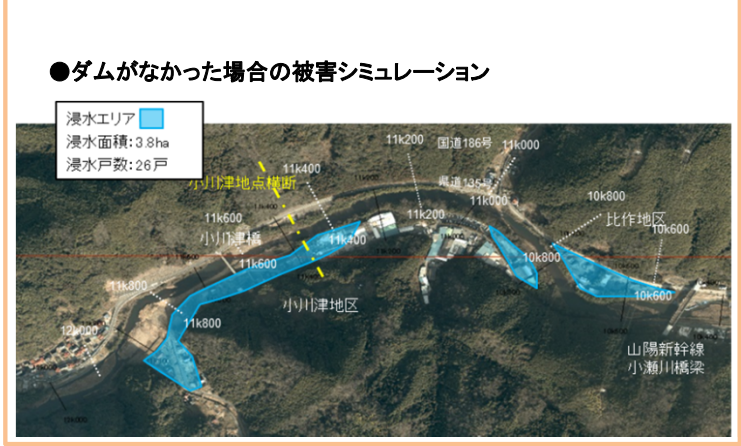 ●ダムがなかった場合の被害シミュレーション
浸水エリア
浸水面積:3.8ha
浸水戸数:26戸
11k200
国道186号
11k000
11k400
小川津地点横断
県道135号
11k000
10k800
11k600
11k200
比作地区
10k600
小川津橋
11k400
11k600
10k800
11k800
小川津地区
10k600
11k800
12k000
山陽新幹線
小瀬川橋梁